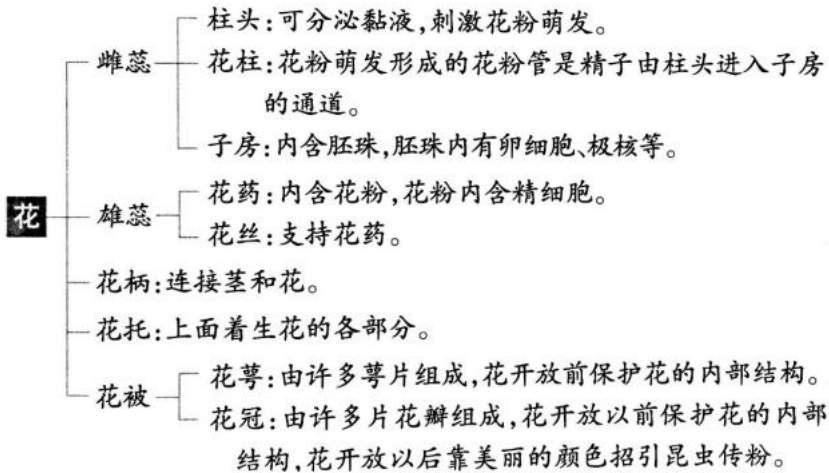 柱头:可分泌黏液,刺激花粉萌发。
雌蕊
花柱:花粉萌发形成的花粉管是精子由柱头进入子房
的通道。
子房:内含胚珠,胚珠内有卵细胞、极核等。
花
花药:内含花粉,花粉内含精细胞。
雄蕊
花丝:支持花药。
花柄:连接茎和花。
花托:上面着生花的各部分。
花被
花萼:由许多萼片组成,花开放前保护花的内部结构。
花冠:由许多片花瓣组成,花开放以前保护花的内部
结构,花开放以后靠美丽的颜色招引昆虫传粉。